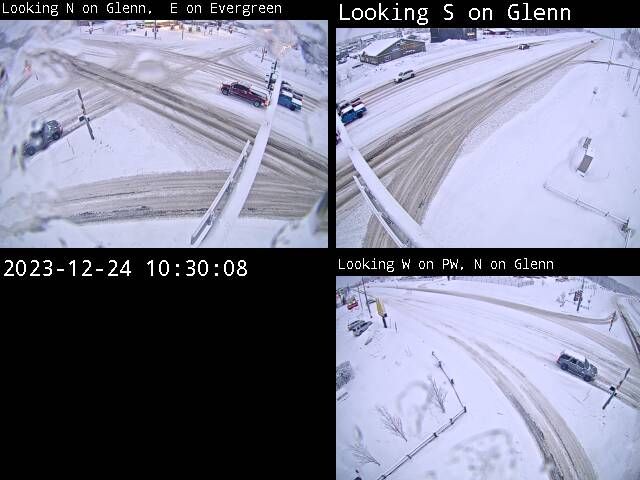 Looking N on Glenn,  E on Evergreen
Looking S on Glenn
2023-12-24 10:30:08
Looking W on PW, N on Glenn